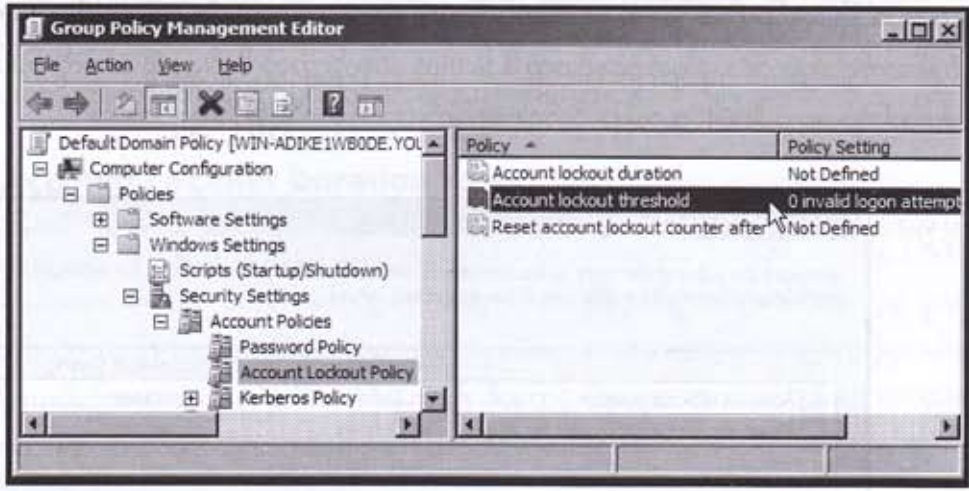 Group Policy Management Editor
File Action View Help
Default Domain Policy [WIN-ADIKE1WB0DE.YOU
Computer Configuration
Policies
Software Settings
Windows Settings
Scripts (Startup/Shutdown)
Security Settings
Account Policies
Password Policy
Account Lockout Policy
Kerberos Policy
Policy Policy Setting
Account lockout duration Not Defined
Account lockout threshold 0 invalid logon attempt
Reset account lockout counter after Not Defined